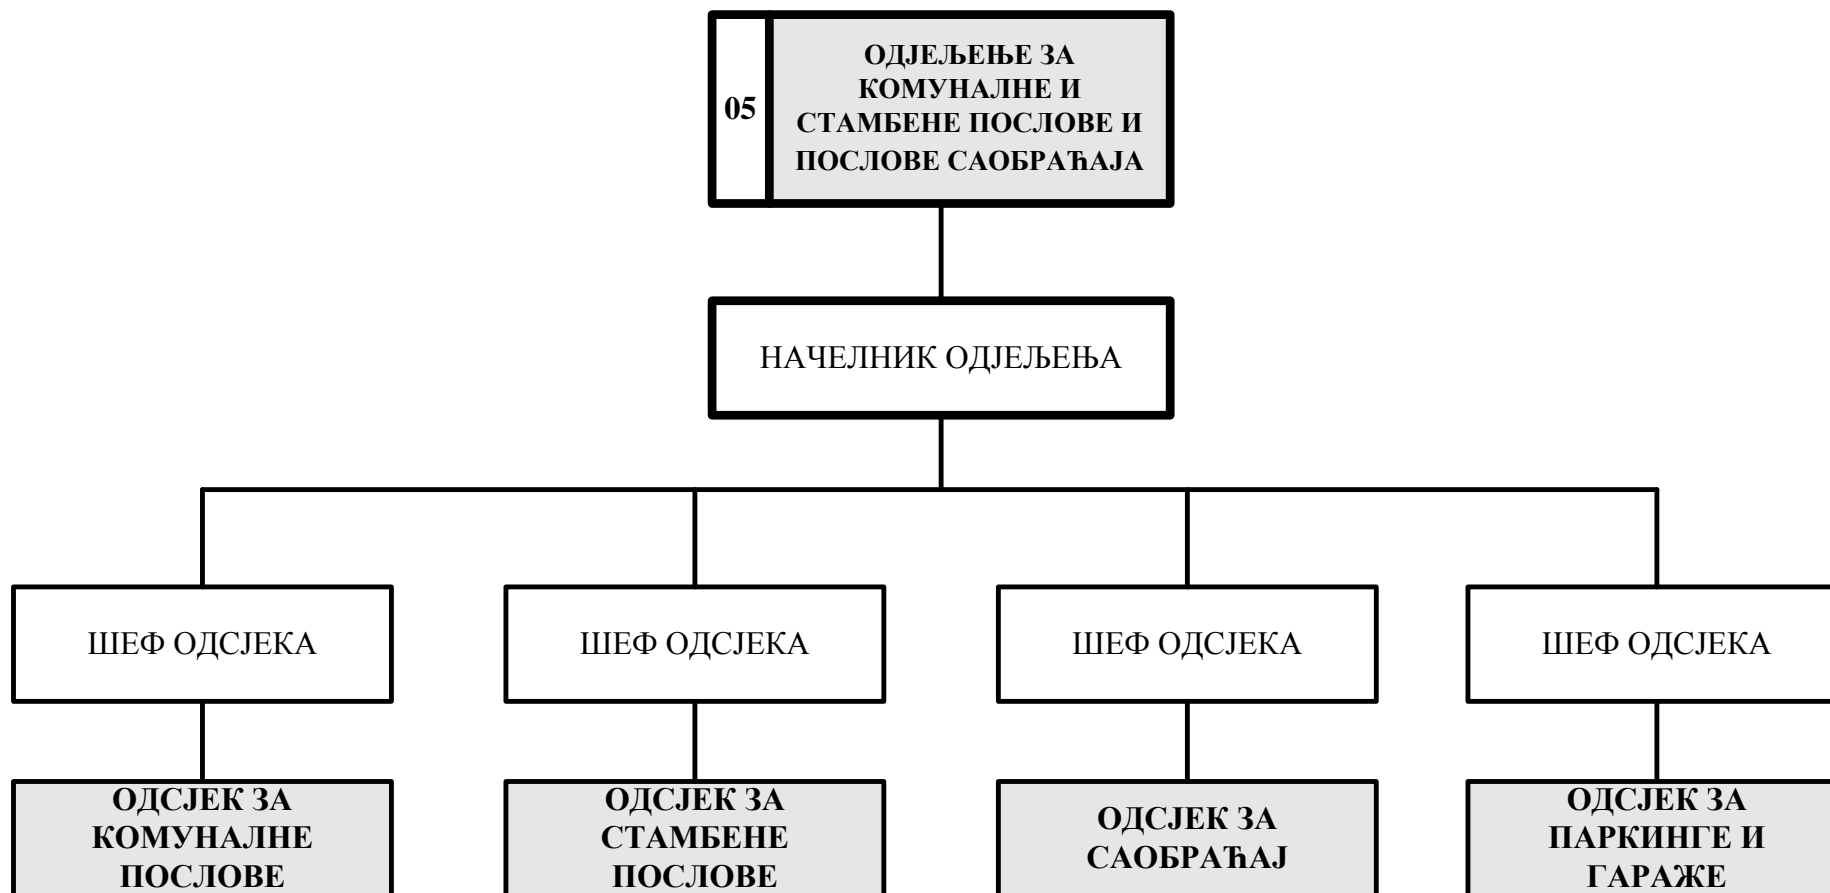 05
ОДЈЕЉЕЊЕ ЗА
КОМУНАЛНЕ И
СТАМБЕНЕ ПОСЛОВЕ И
ПОСЛОВЕ САОБРАЋАЈА
НАЧЕЛНИК ОДЈЕЉЕЊА
ШЕФ ОДСЈЕКА
ШЕФ ОДСЈЕКА
ШЕФ ОДСЈЕКА
ШЕФ ОДСЈЕКА
ОДСЈЕК ЗА
КОМУНАЛНЕ
ПОСЛОВЕ
ОДСЈЕК ЗА
СТАМБЕНЕ
ПОСЛОВЕ
ОДСЈЕК ЗА
САОБРАЋАЈ
ОДСЈЕК ЗА
ПАРКИНГЕ И
ГАРАЖЕ